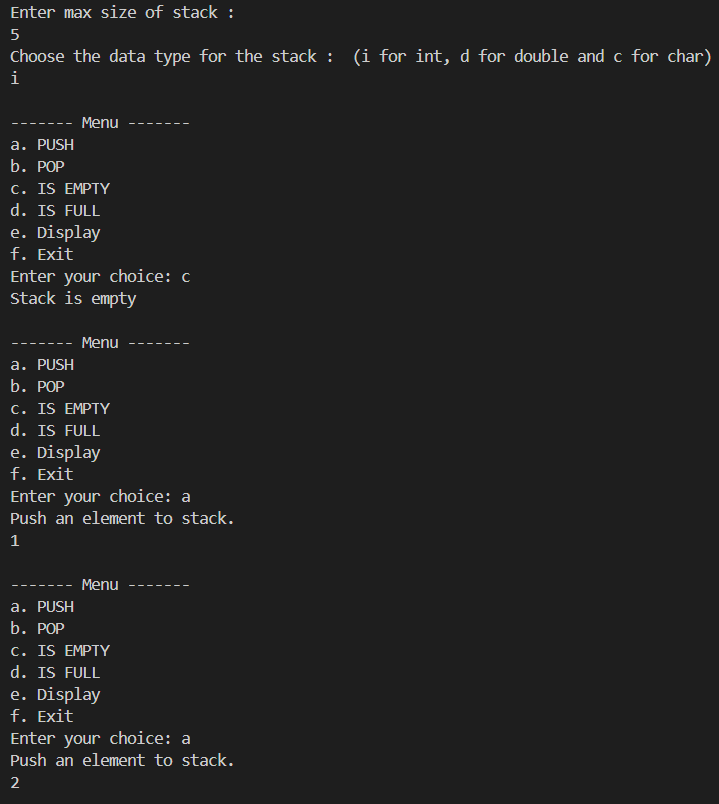 Enter max size of stack :
5
Choose the data type for the stack :  (i for int, d for double and c for char)
i
------- Menu -------
a. PUSH
b. POP
c. IS EMPTY
d. IS FULL
e. Display
f. Exit
Enter your choice: c
Stack is empty
------- Menu -------
a. PUSH
b. POP
c. IS EMPTY
d. IS FULL
e. Display
f. Exit
Enter your choice: a
Push an element to stack.
1
------- Menu -------
a. PUSH
b. POP
c. IS EMPTY
d. IS FULL
e. Display
f. Exit
Enter your choice: a
Push an element to stack.
2